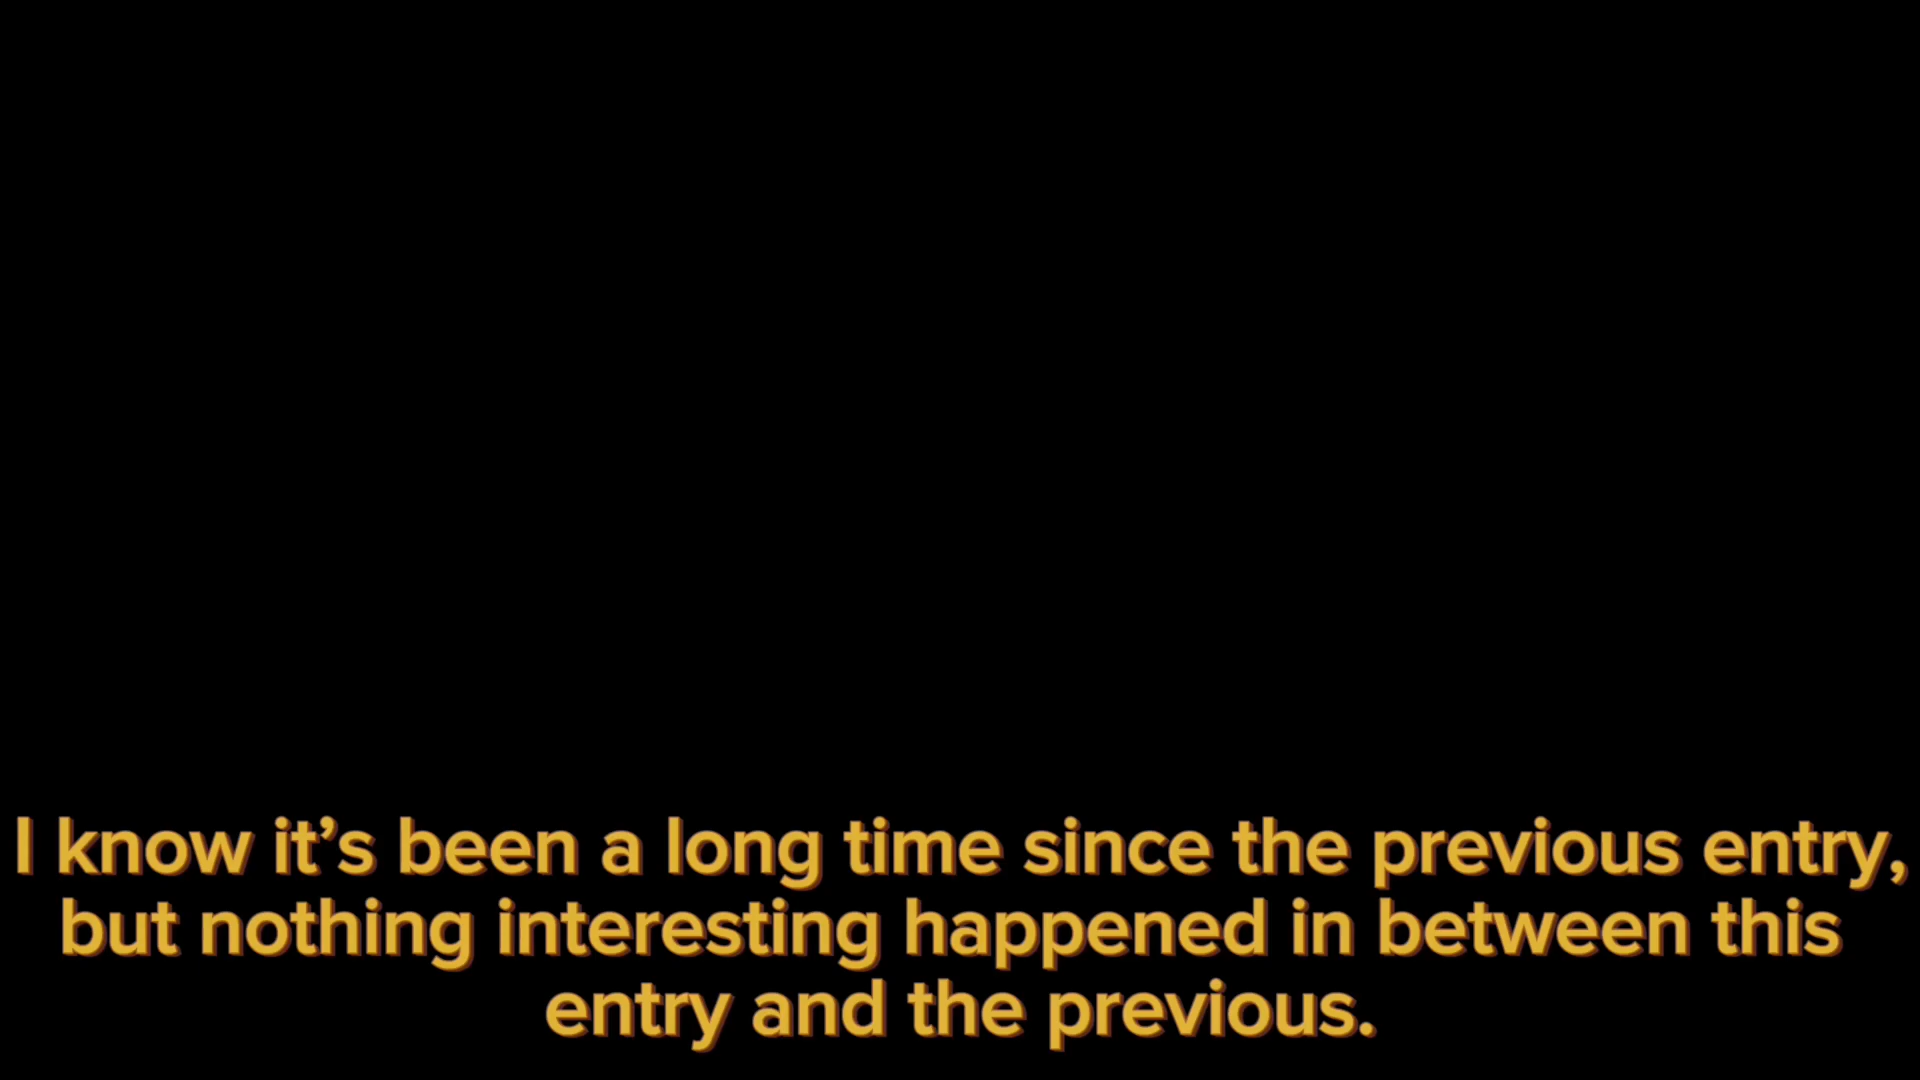 I know it’s been a long time since the previous entry,
but nothing interesting happened in between this
entry and the previous.